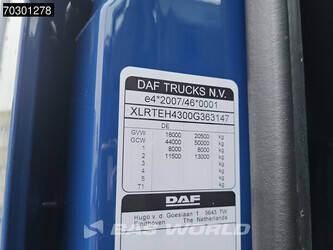 70301278
DAF TRUCKS N.V.
e4*2007/46*0001
XLRTEH4300G363147
DE
GVW 18000 20500 kg
GCW 44000 50000 kg
1 8000 8000 kg
2 11500 13000 kg
3 kg
4 kg
5 kg
T1 kg
DAF
Hugo v.d. Goeslaan 1 5643 TW
Eindhoven The Netherlands
BAS WORLD